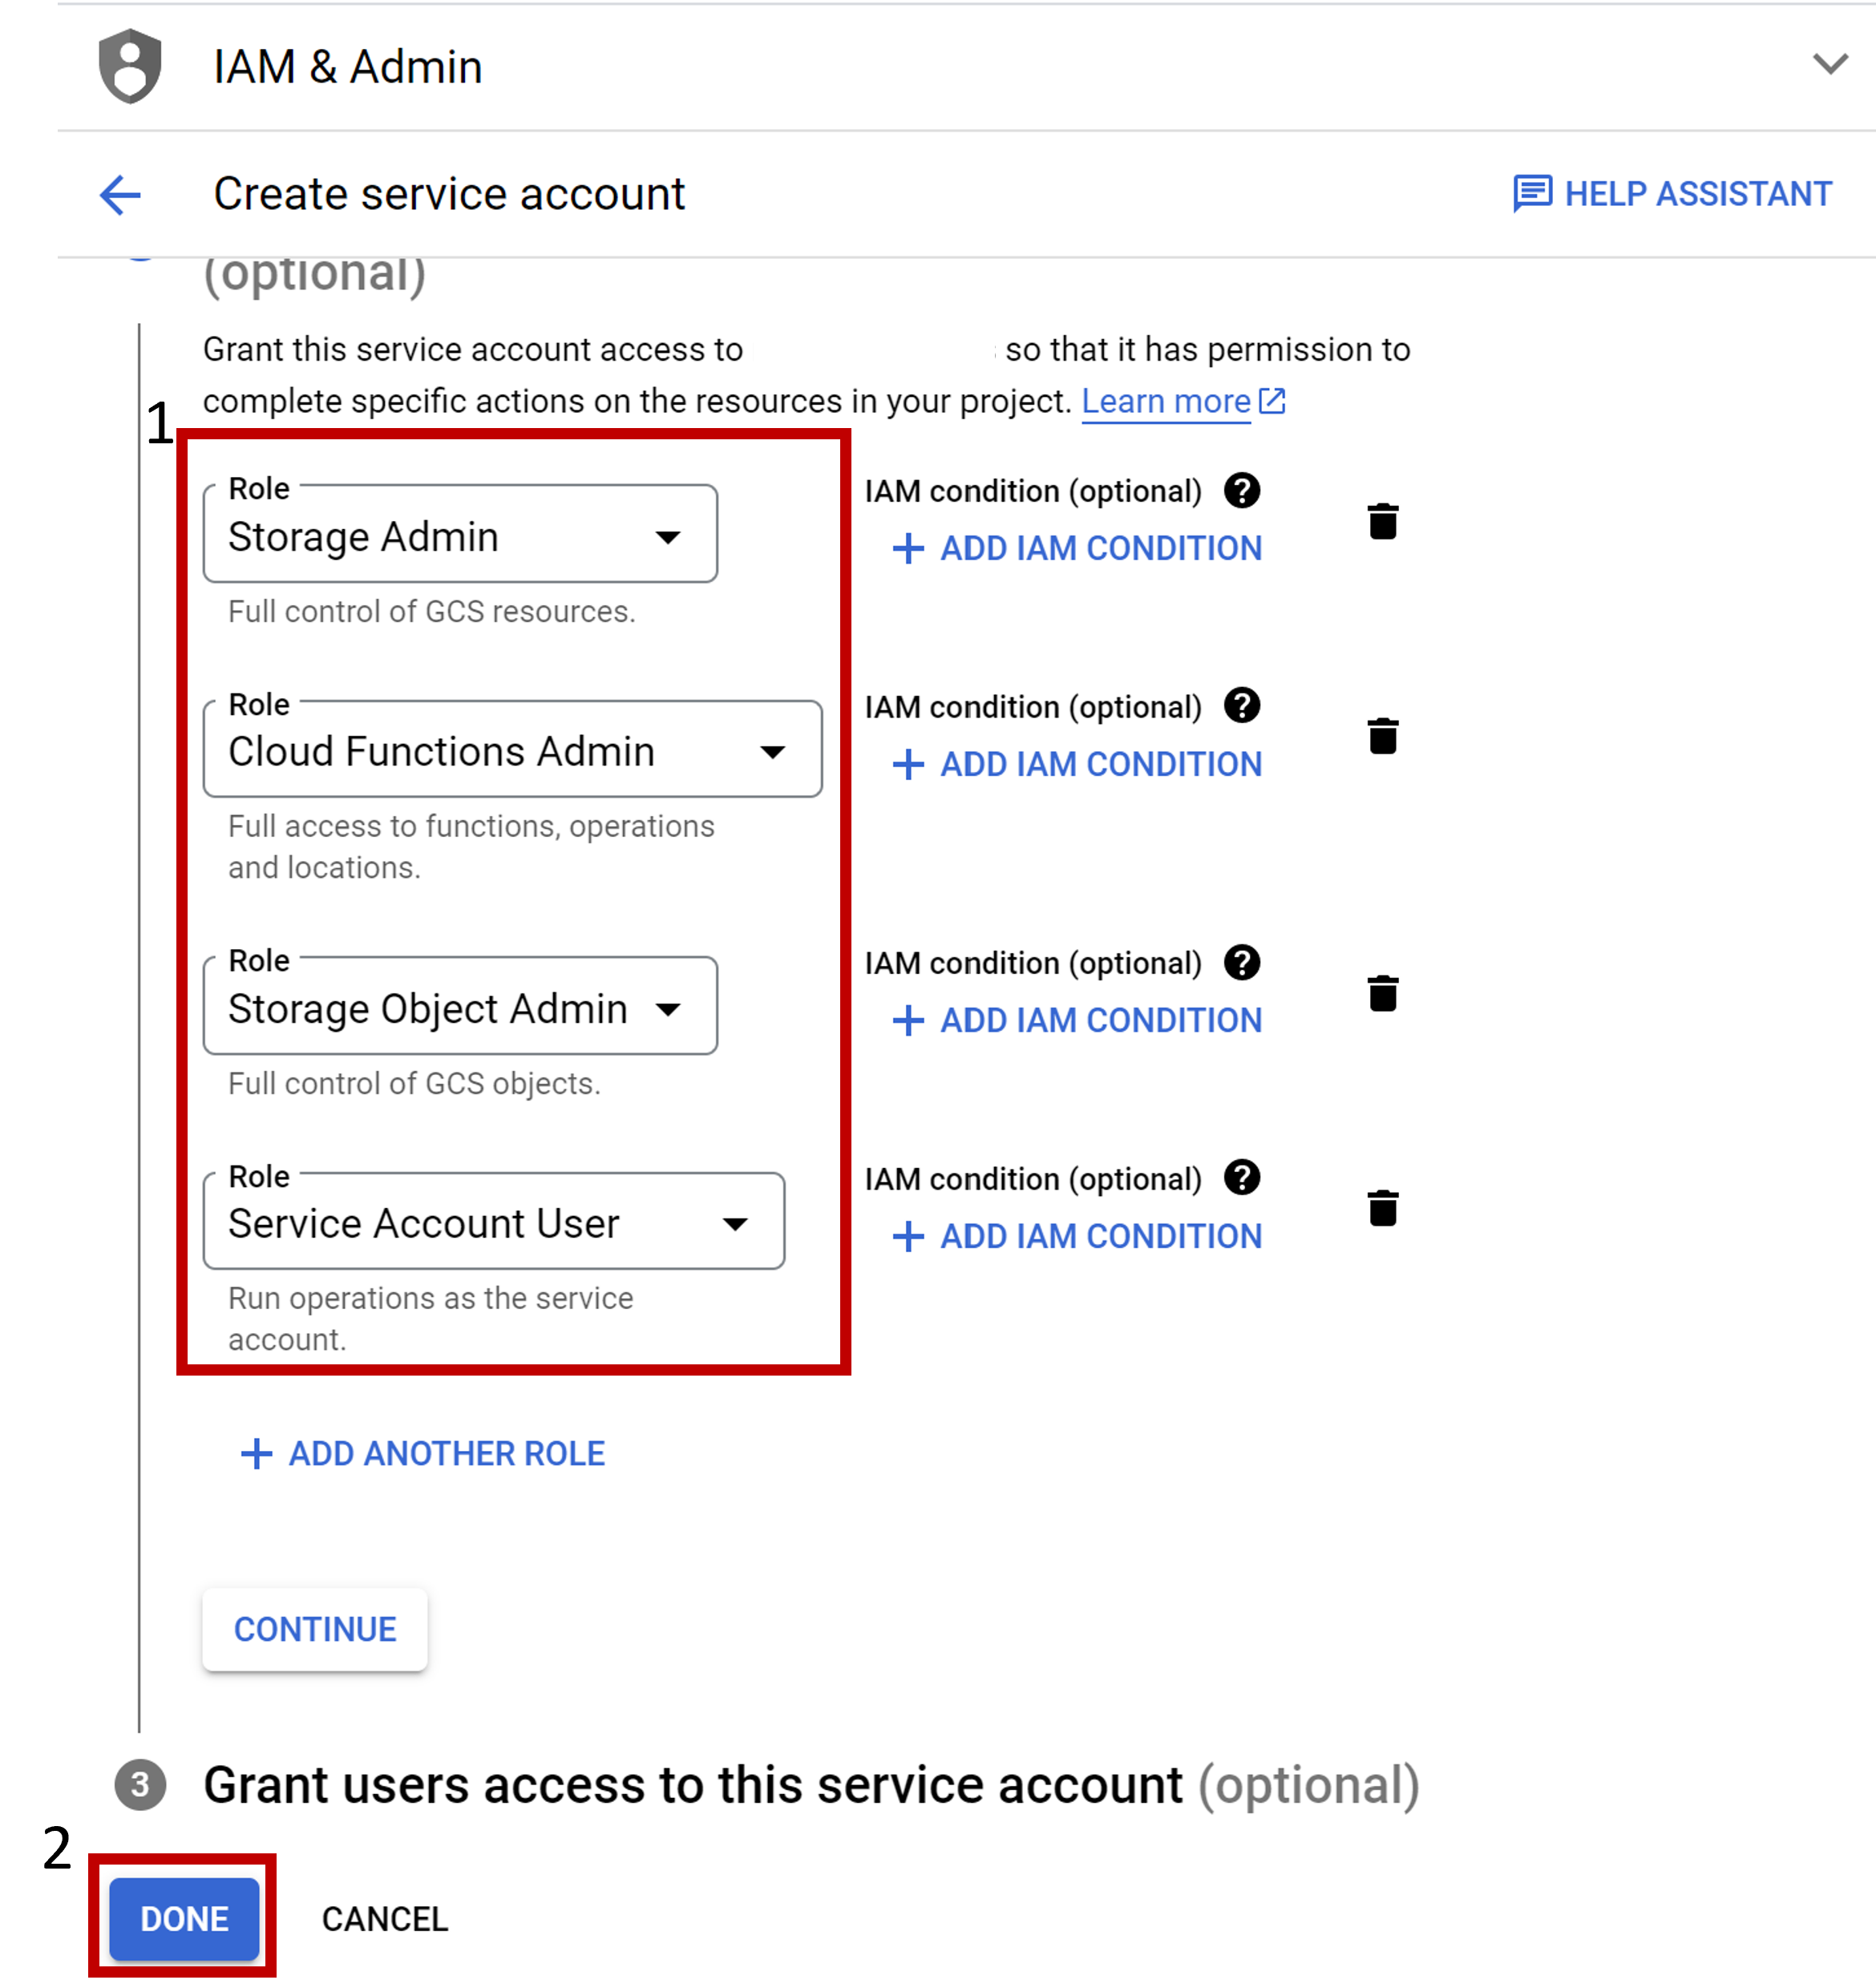 IAM & Admin
Create service account
HELP ASSISTANT
(optional)
Grant this service account access to so that it has permission to
complete specific actions on the resources in your project. Learn more
1
Role
Storage Admin
Full control of GCS resources.
IAM condition (optional)
+ ADD IAM CONDITION
Role
Cloud Functions Admin
Full access to functions, operations
and locations.
IAM condition (optional)
+ ADD IAM CONDITION
Role
Storage Object Admin
Full control of GCS objects.
IAM condition (optional)
+ ADD IAM CONDITION
Role
Service Account User
Run operations as the service
account.
IAM condition (optional)
+ ADD IAM CONDITION
+ ADD ANOTHER ROLE
CONTINUE
3 Grant users access to this service account (optional)
2
DONE
CANCEL